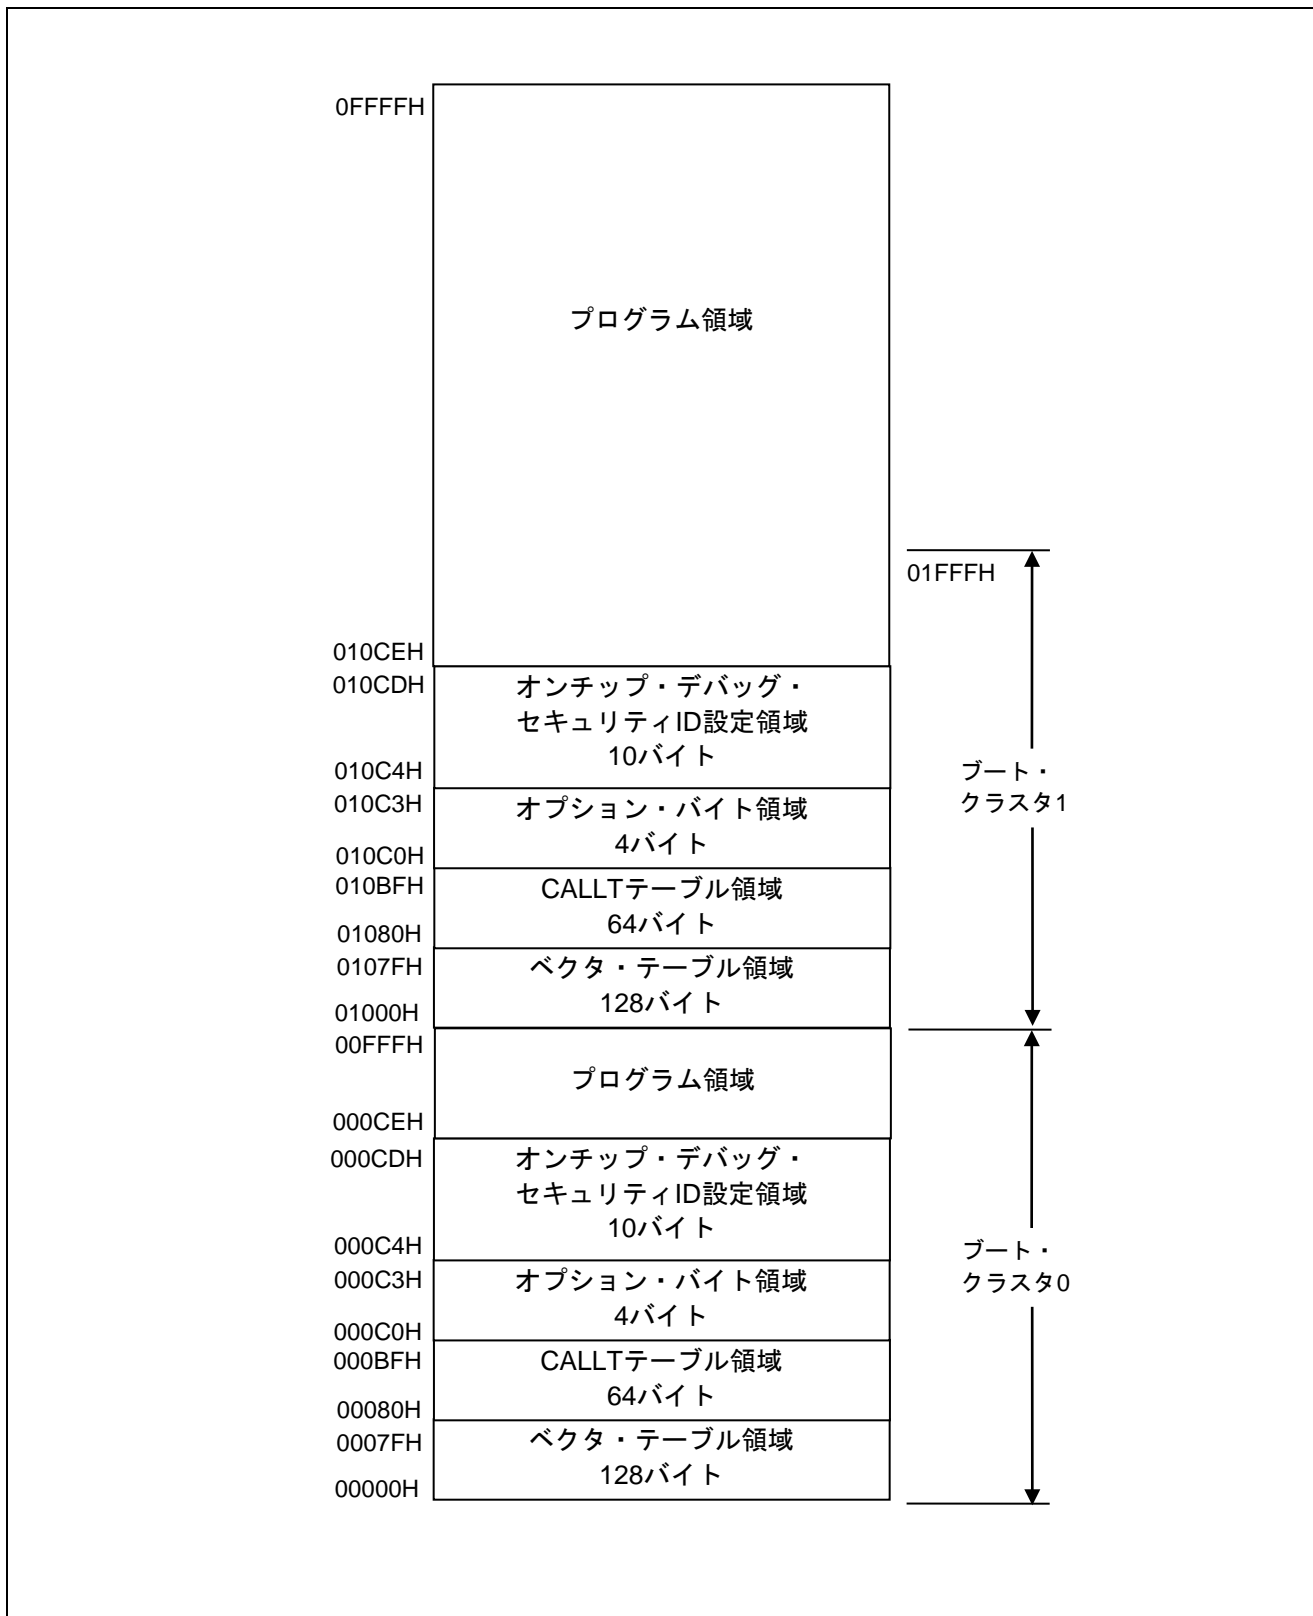 0FFFFH
プログラム領域
01FFFH
010CEH
010CDH
オンチップ・デバッグ・
セキュリティID設定領域
10バイト
010C4H
ブート・
クラスタ1
010C3H
オプション・バイト領域
4バイト
010C0H
010BFH
CALLTテーブル領域
64バイト
01080H
0107FH
ベクタ・テーブル領域
128バイト
01000H
00FFFH
プログラム領域
000CEH
000CDH
オンチップ・デバッグ・
セキュリティID設定領域
10バイト
000C4H
ブート・
クラスタ0
000C3H
オプション・バイト領域
4バイト
000C0H
000BFH
CALLTテーブル領域
64バイト
00080H
0007FH
ベクタ・テーブル領域
128バイト
00000H